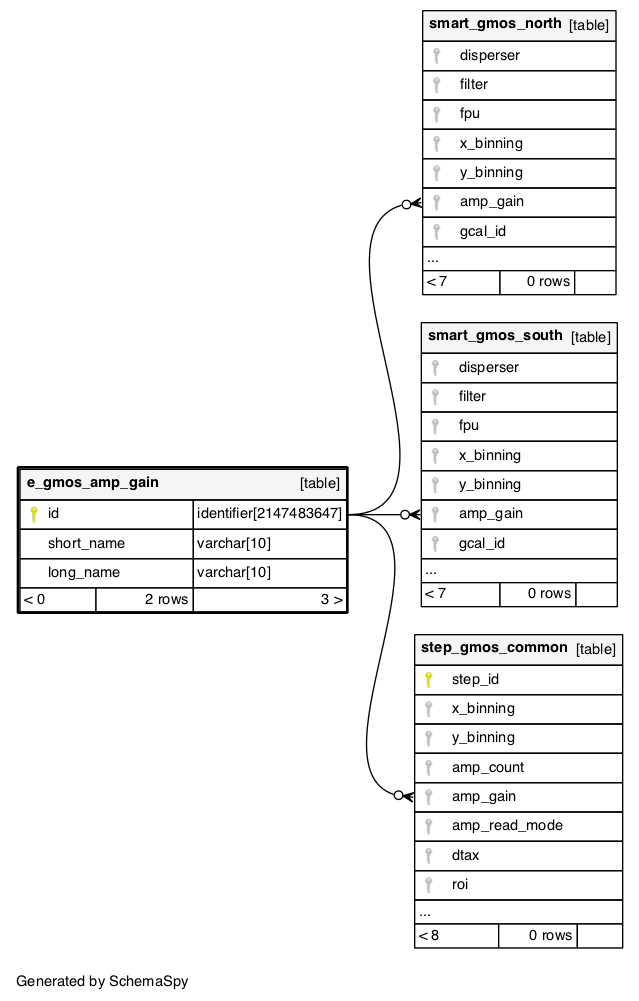 smart_gmos_north [table]
disperser
filter
fpu
x_binning
y_binning
amp_gain
gcal_id
...
< 7 0 rows
smart_gmos_south [table]
disperser
filter
fpu
x_binning
y_binning
amp_gain
gcal_id
...
< 7 0 rows
e_gmos_amp_gain [table]
id identifier[2147483647]
short_name varchar[10]
long_name varchar[10]
< 0 2 rows 3 >
step_gmos_common [table]
step_id
x_binning
y_binning
amp_count
amp_gain
amp_read_mode
dtax
roi
...
< 8 0 rows
Generated by SchemaSpy